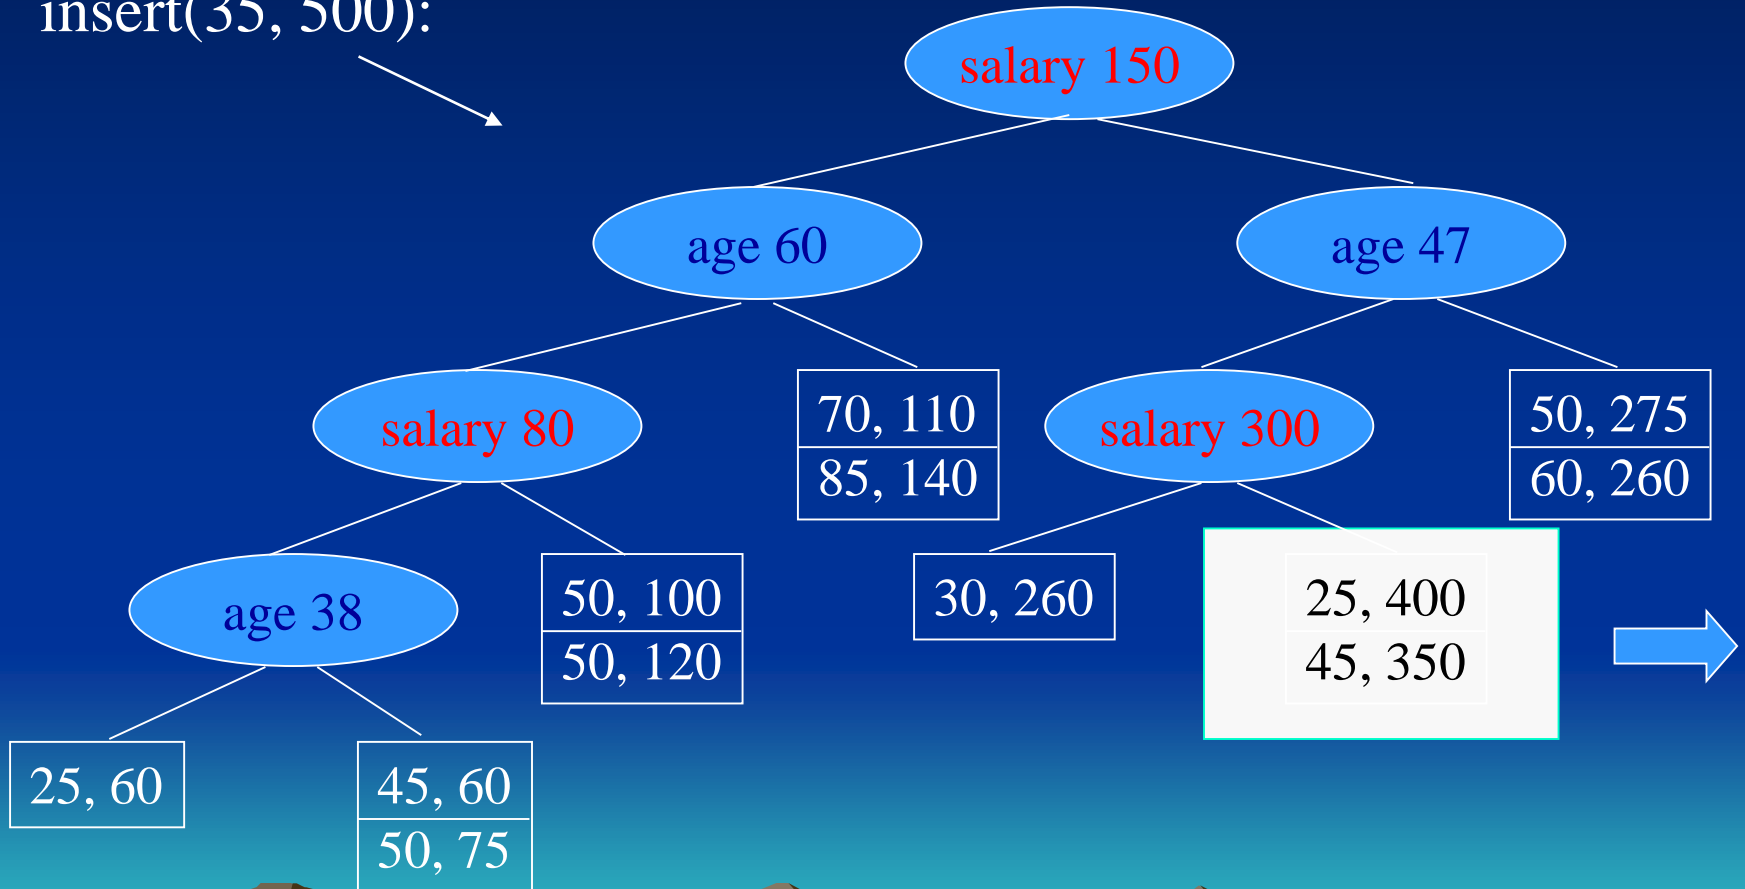 insert(35, 500):
salary 150
age 60
age 47
salary 80
70, 110
85, 140
salary 300
50, 275
60, 260
age 38
50, 100
50, 120
30, 260
25, 400
45, 350
25, 60
45, 60
50, 75